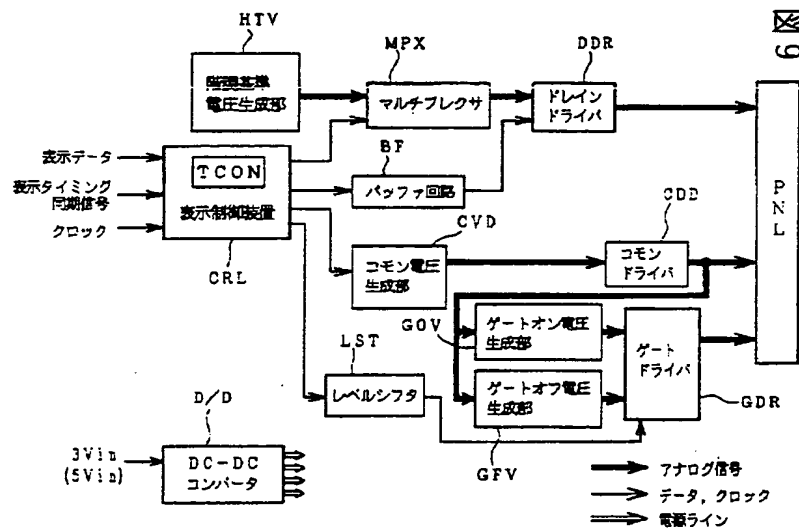 図9
HTV
階調基準
電圧生成部
MPX
マルチプレクサ
DDR
ドレイン
ドライバ
表示データ
表示タイミング
同期信号
クロック
TCON
表示制御装置
CRL
BF
バッファ回路
CVD
コモン電圧
生成部
CDD
コモン
ドライバ
PNL
GOV
ゲートオン電圧
生成部
ゲートオフ電圧
生成部
GFV
ゲート
ドライバ
GDR
LST
レベルシフタ
D/D
3Vin
(5Vin)
DC-DC
コンバータ
アナログ信号
データ, クロック
電源ライン